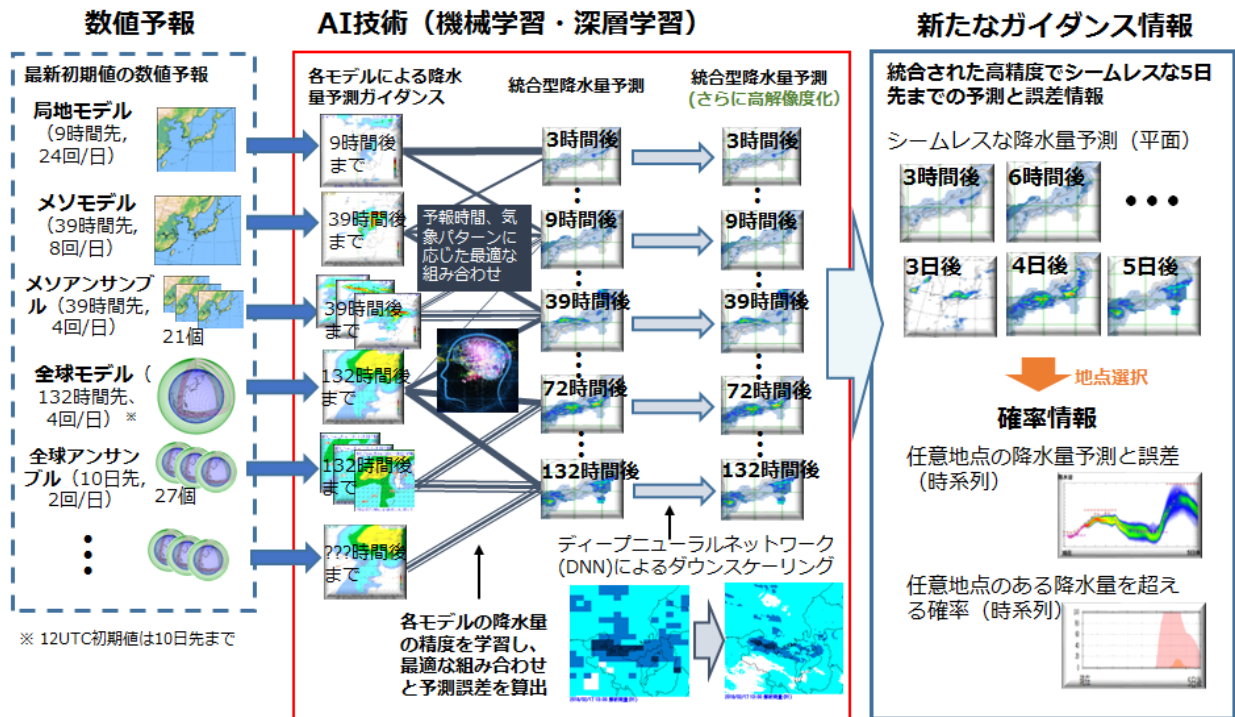 数値予報
AI技術（機械学習・深層学習）
新たなガイダンス情報
最新初期値の数値予報
局地モデル
（9時間先,
24回/日）
メソモデル
（39時間先,
8回/日）
メソアンサンブ
ル（39時間先,
4回/日）
21個
全球モデル（
132時間先、
4回/日）※
全球アンサン
ブル（10日先,
2回/日）
27個
※ 12UTC初期値は10日先まで
各モデルによる降水
量予測ガイダンス
9時間後
まで
39時間後
まで
39時間後
まで
132時間後
まで
132時間後
まで
???時間後
まで
予報時間、気
象パターンに
応じた最適な
組み合わせ
統合型降水量予測
3時間後
9時間後
39時間後
72時間後
132時間後
統合型降水量予測
(さらに高解像度化)
3時間後
9時間後
39時間後
72時間後
132時間後
各モデルの降水量
の精度を学習し、
最適な組み合わせ
と予測誤差を算出
ディープニューラルネットワーク
(DNN)によるダウンスケーリング
統合された高精度でシームレスな5日
先までの予測と誤差情報
シームレスな降水量予測（平面）
3時間後
6時間後
3日後
4日後
5日後
地点選択
確率情報
任意地点の降水量予測と誤差
（時系列）
降水量
現在
5日後
任意地点のある降水量を超え
る確率（時系列）
現在
5日後